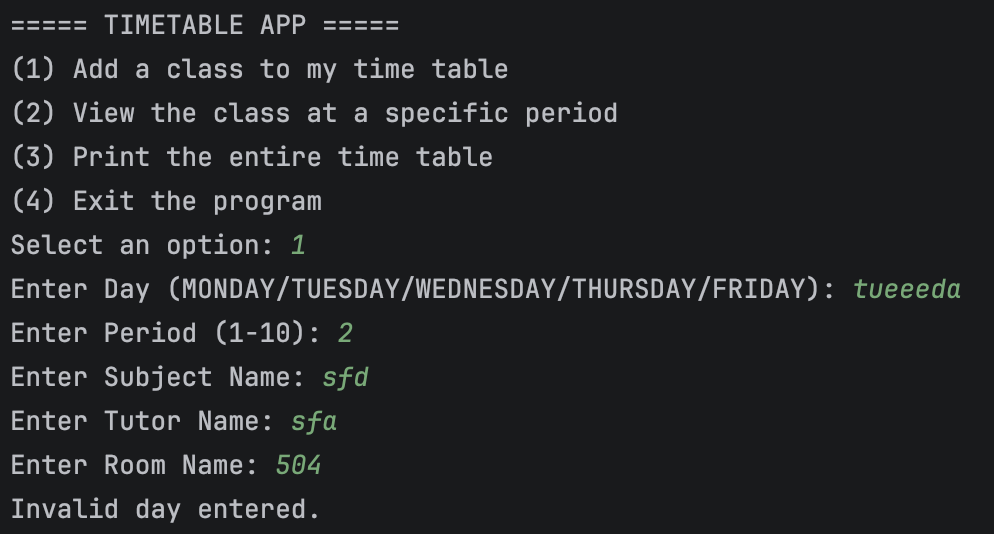 ===== TIMETABLE APP =====
(1) Add a class to my time table
(2) View the class at a specific period
(3) Print the entire time table
(4) Exit the program
Select an option: 1
Enter Day (MONDAY/TUESDAY/WEDNESDAY/THURSDAY/FRIDAY): tueeeda
Enter Period (1-10): 2
Enter Subject Name: sfd
Enter Tutor Name: sfa
Enter Room Name: 504
Invalid day entered.